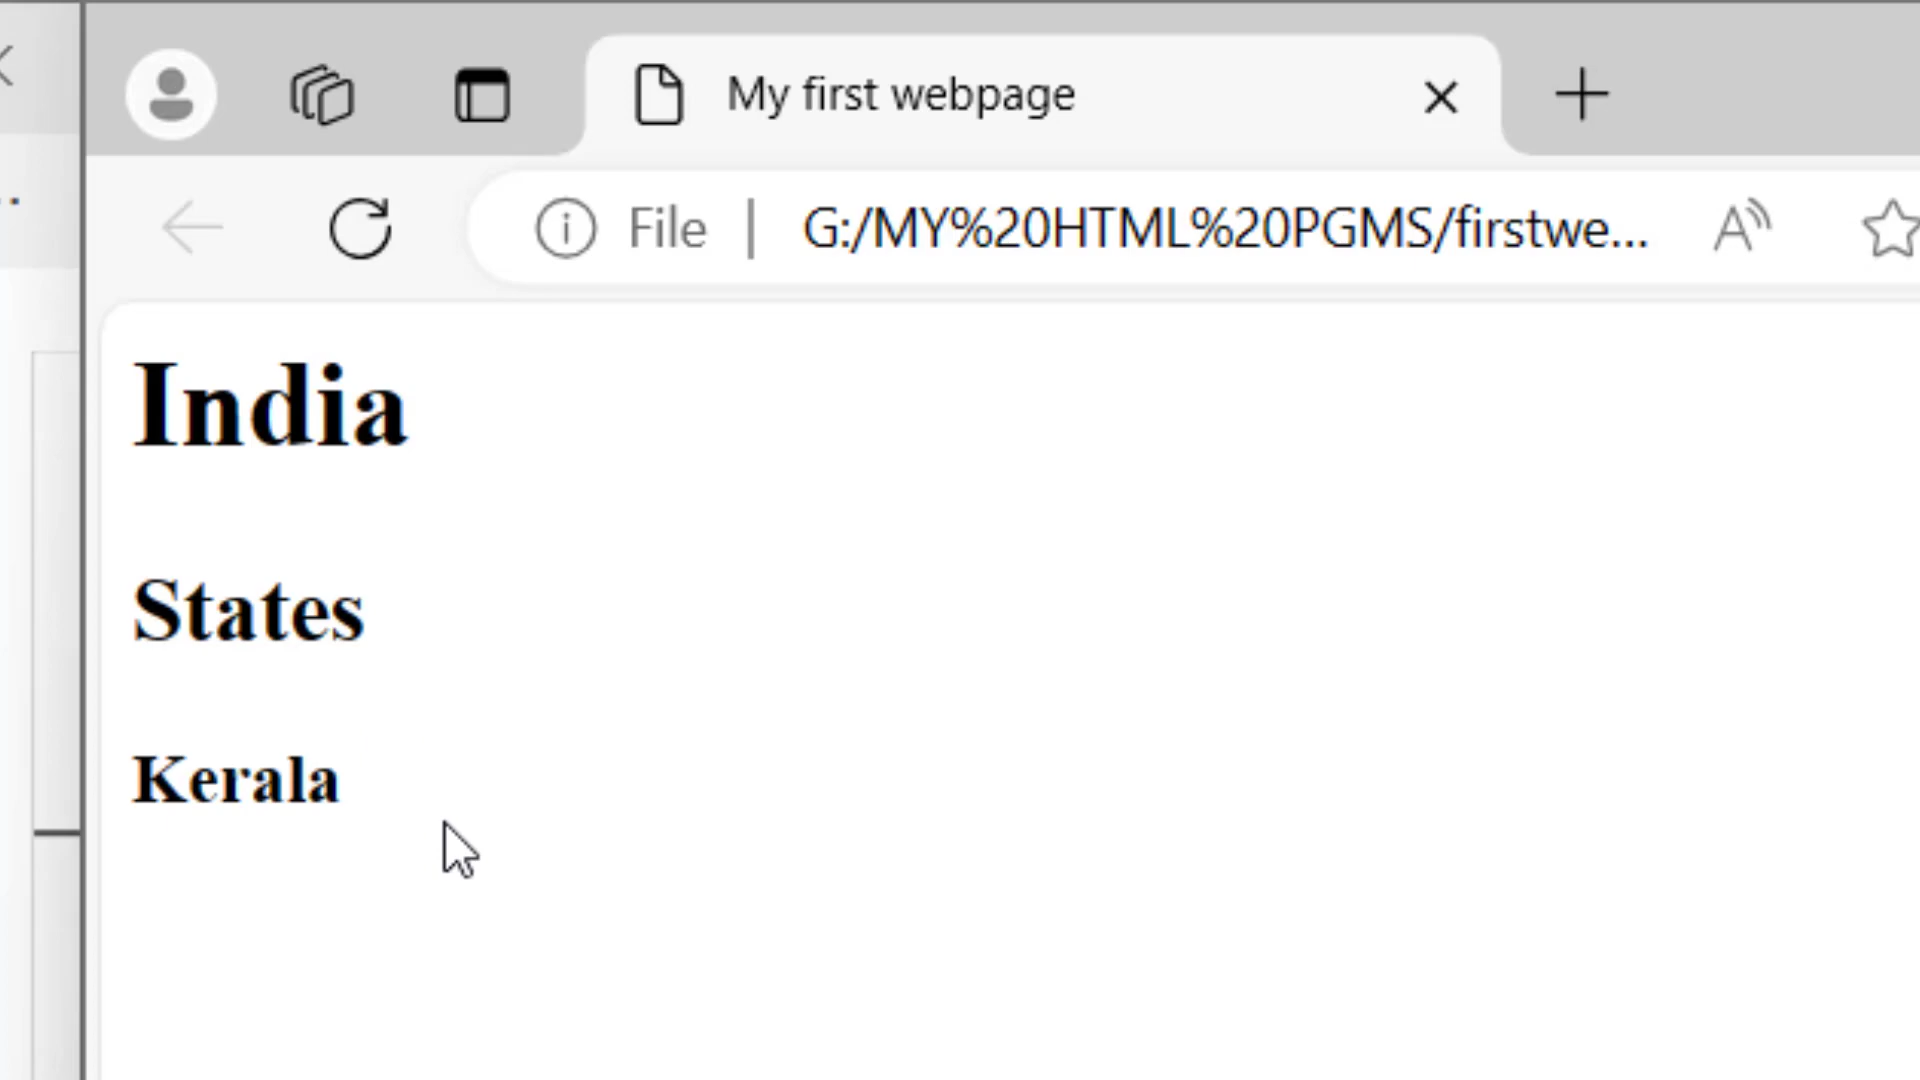 My first webpage
File | G:/MY%20HTML%20PGMS/firstwe...
India
States
Kerala